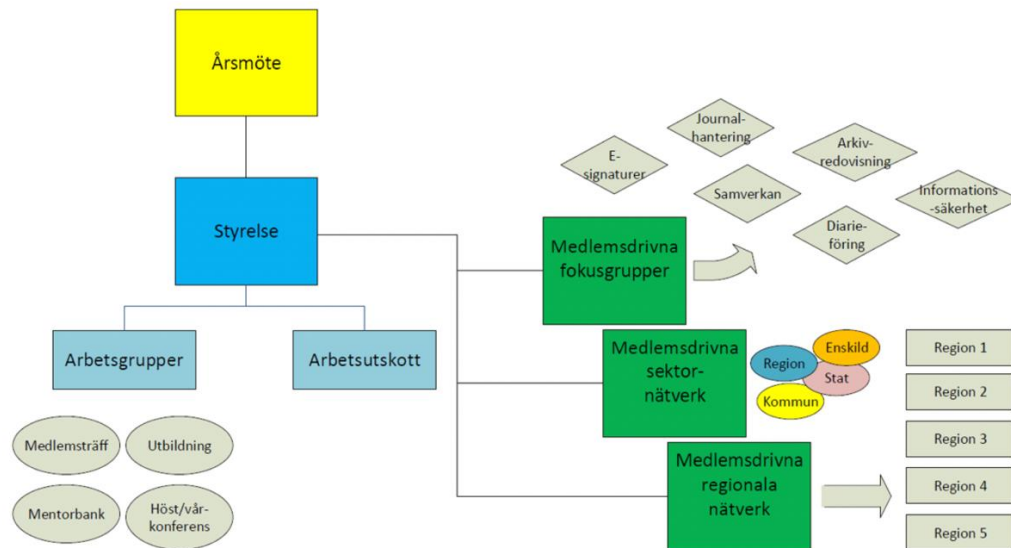 Årsmöte
Styrelse
Arbetsgrupper
Arbetsutskott
Medlemsträff
Utbildning
Mentorbank
Höst/vår-
konferens
Medlemsdrivna
fokusgrupper
E-
signaturer
Journal-
hantering
Arkiv-
redovisning
Samverkan
Informations
-säkerhet
Diarie-
föring
Medlemsdrivna
sektor-
nätverk
Enskild
Region
Stat
Kommun
Medlemsdrivna
regionala
nätverk
Region 1
Region 2
Region 3
Region 4
Region 5